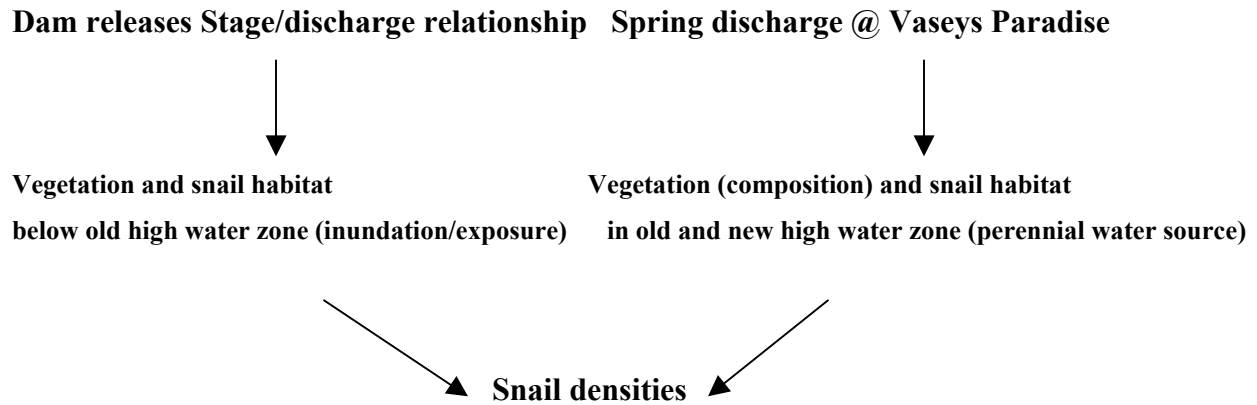 Dam releases Stage/discharge relationship Spring discharge @ Vaseys Paradise
Vegetation and snail habitat
below old high water zone (inundation/exposure)
Vegetation (composition) and snail habitat
in old and new high water zone (perennial water source)
Snail densities